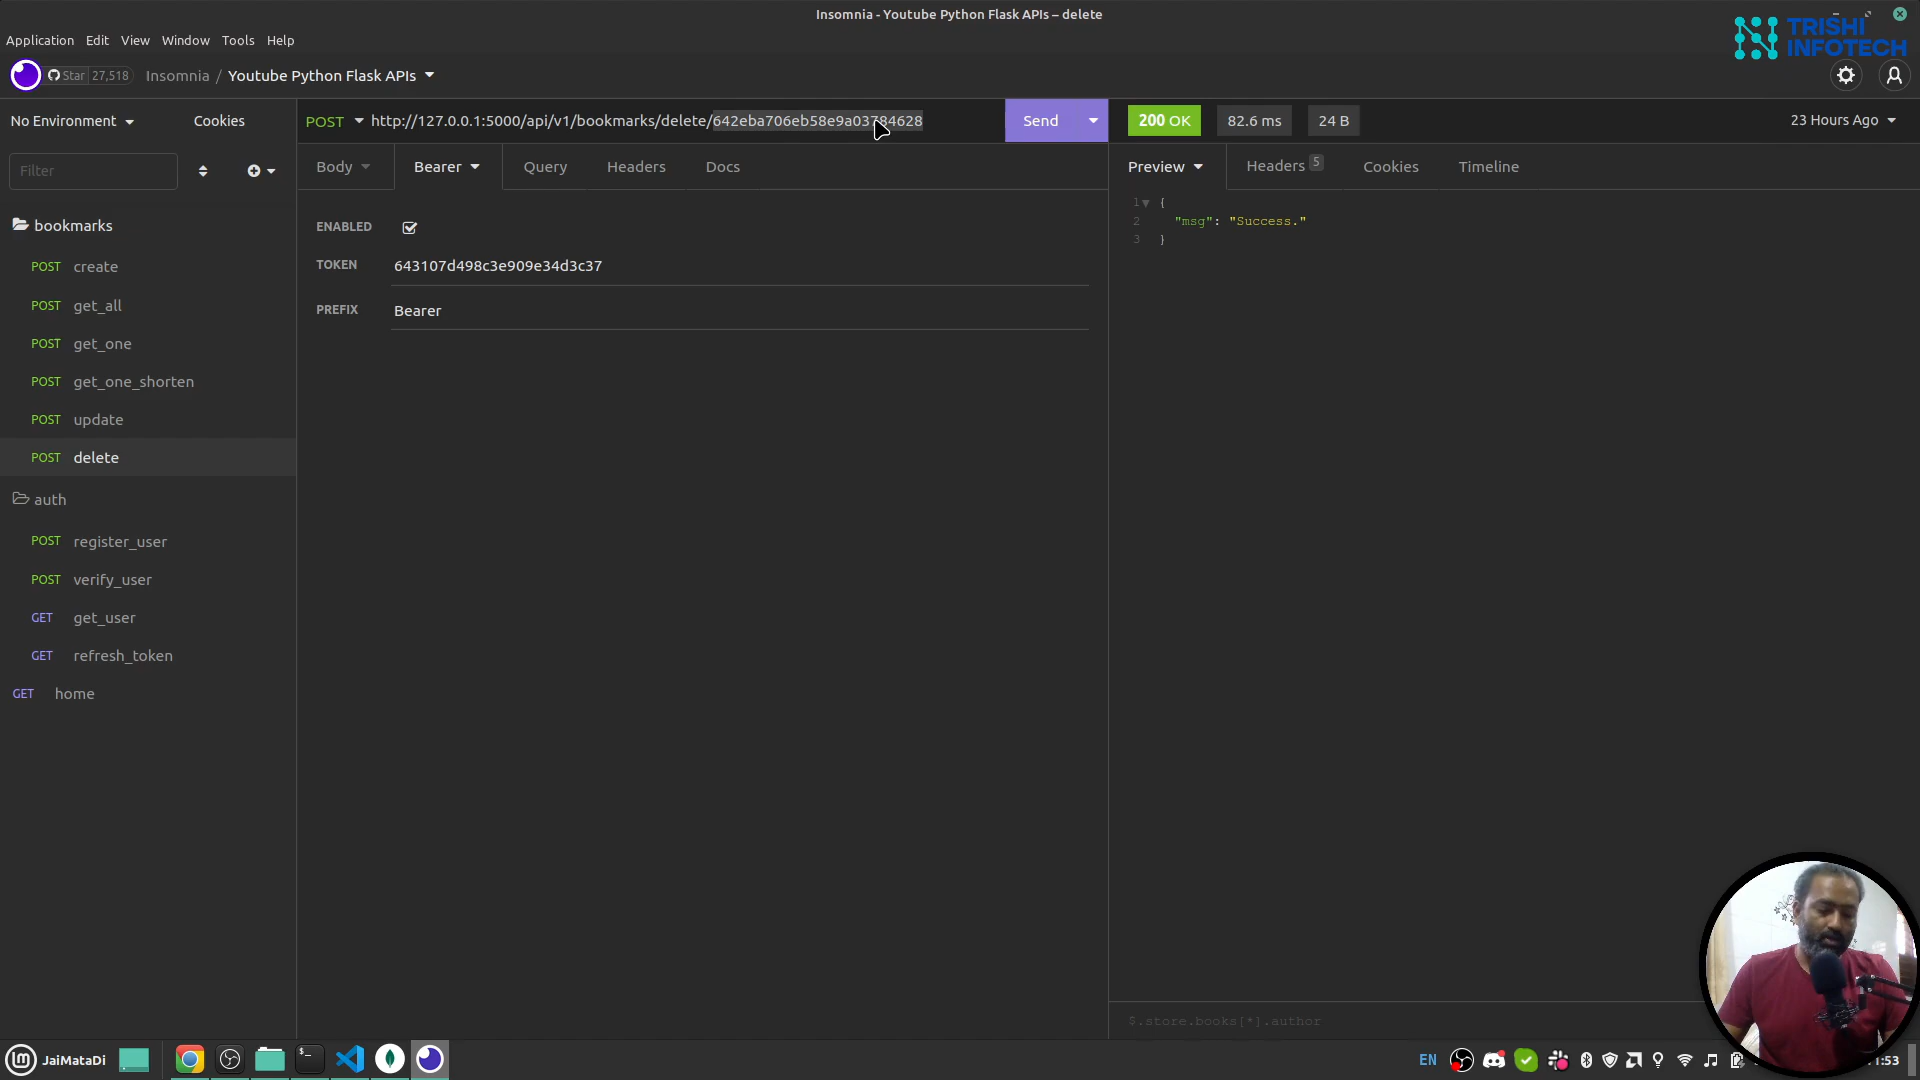 Insomnia - Youtube Python Flask APIs – delete
TRISHI
INFOTECH
Application Edit View Window Tools Help
Star 27,518 Insomnia / Youtube Python Flask APIs
No Environment Cookies
POST http://127.0.0.1:5000/api/v1/bookmarks/delete/642eba706eb58e9a03784628 Send
200 OK 82.6 ms 24 B 23 Hours Ago
Filter
Body Bearer Query Headers Docs
Preview Headers 5 Cookies Timeline
ENABLED
TOKEN 643107d498c3e909e34d3c37
PREFIX Bearer
1 {
2 "msg": "Success."
3 }
bookmarks
POST create
POST get_all
POST get_one
POST get_one_shorten
POST update
POST delete
auth
POST register_user
POST verify_user
GET get_user
GET refresh_token
GET home
$.store.books[*].author
JaiMataDi
EN